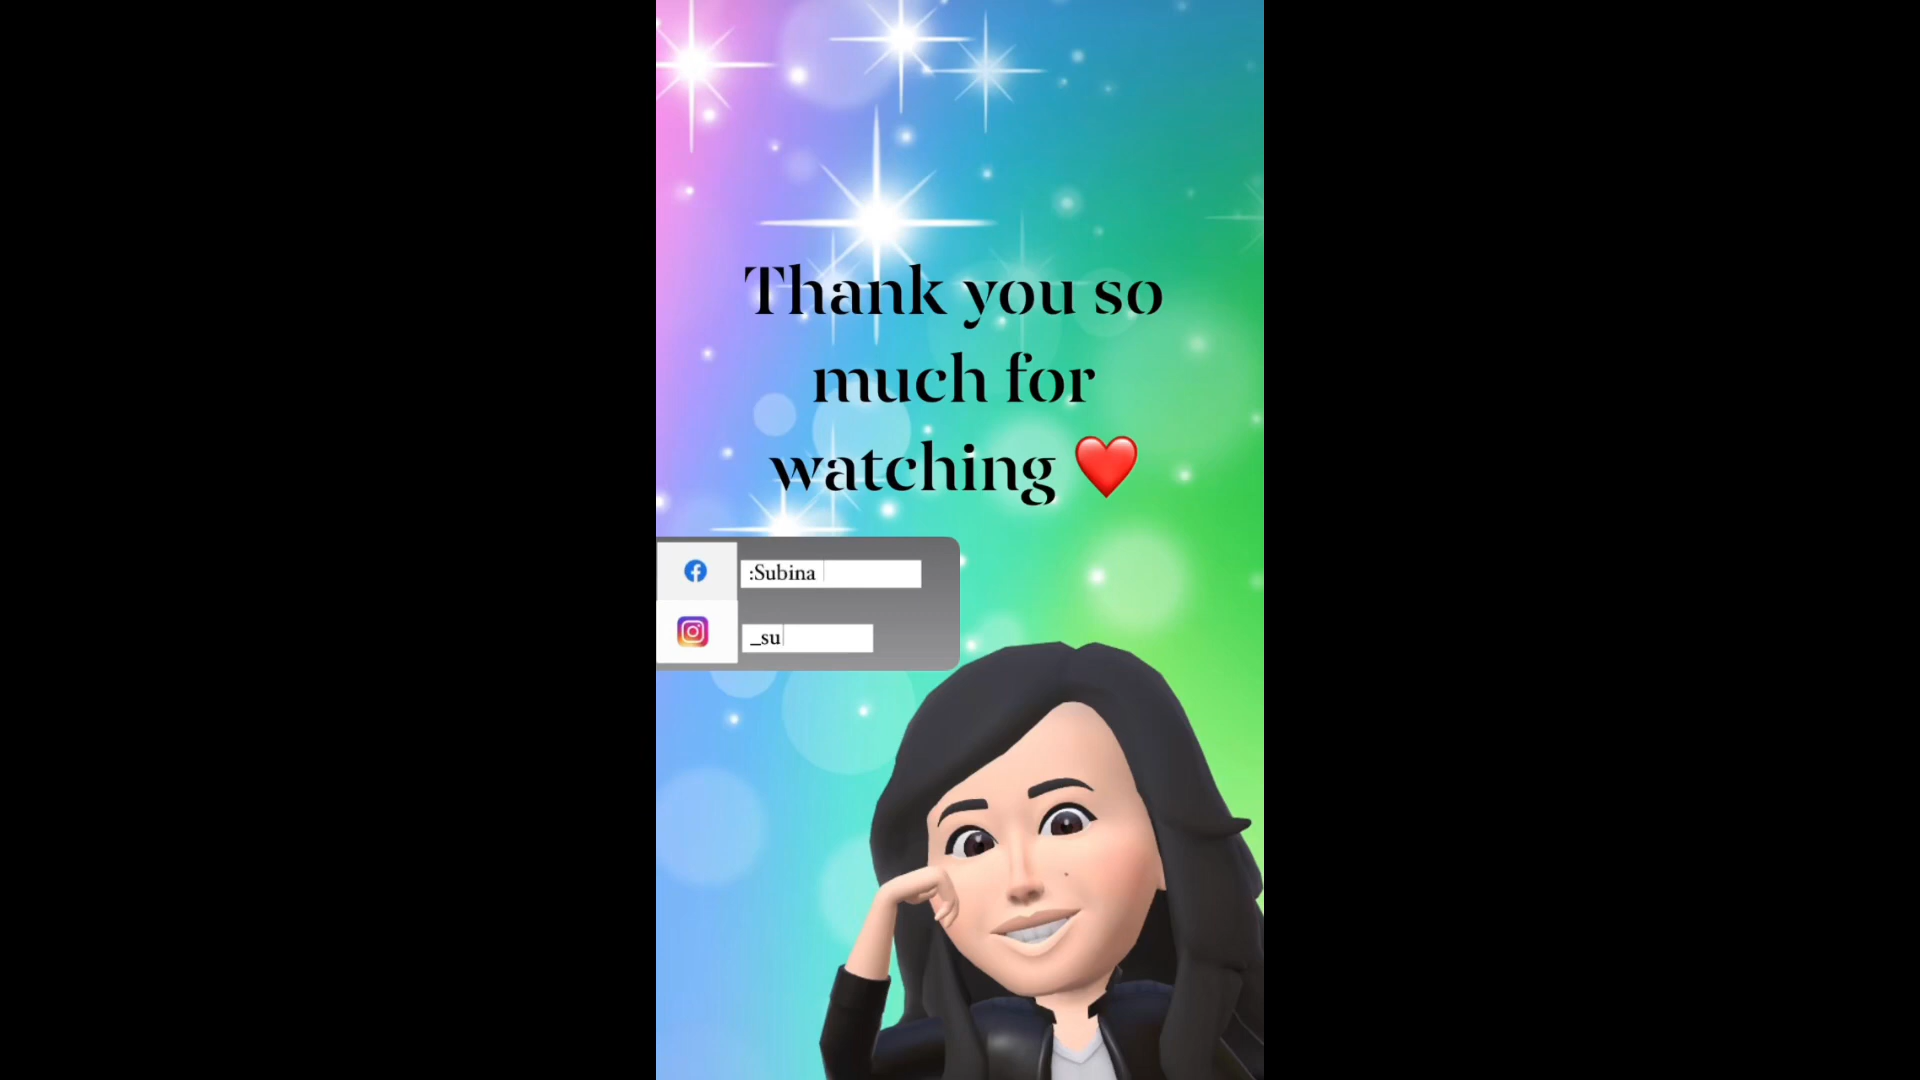 Thank you so
much for
watching ❤️
:Subina
_su